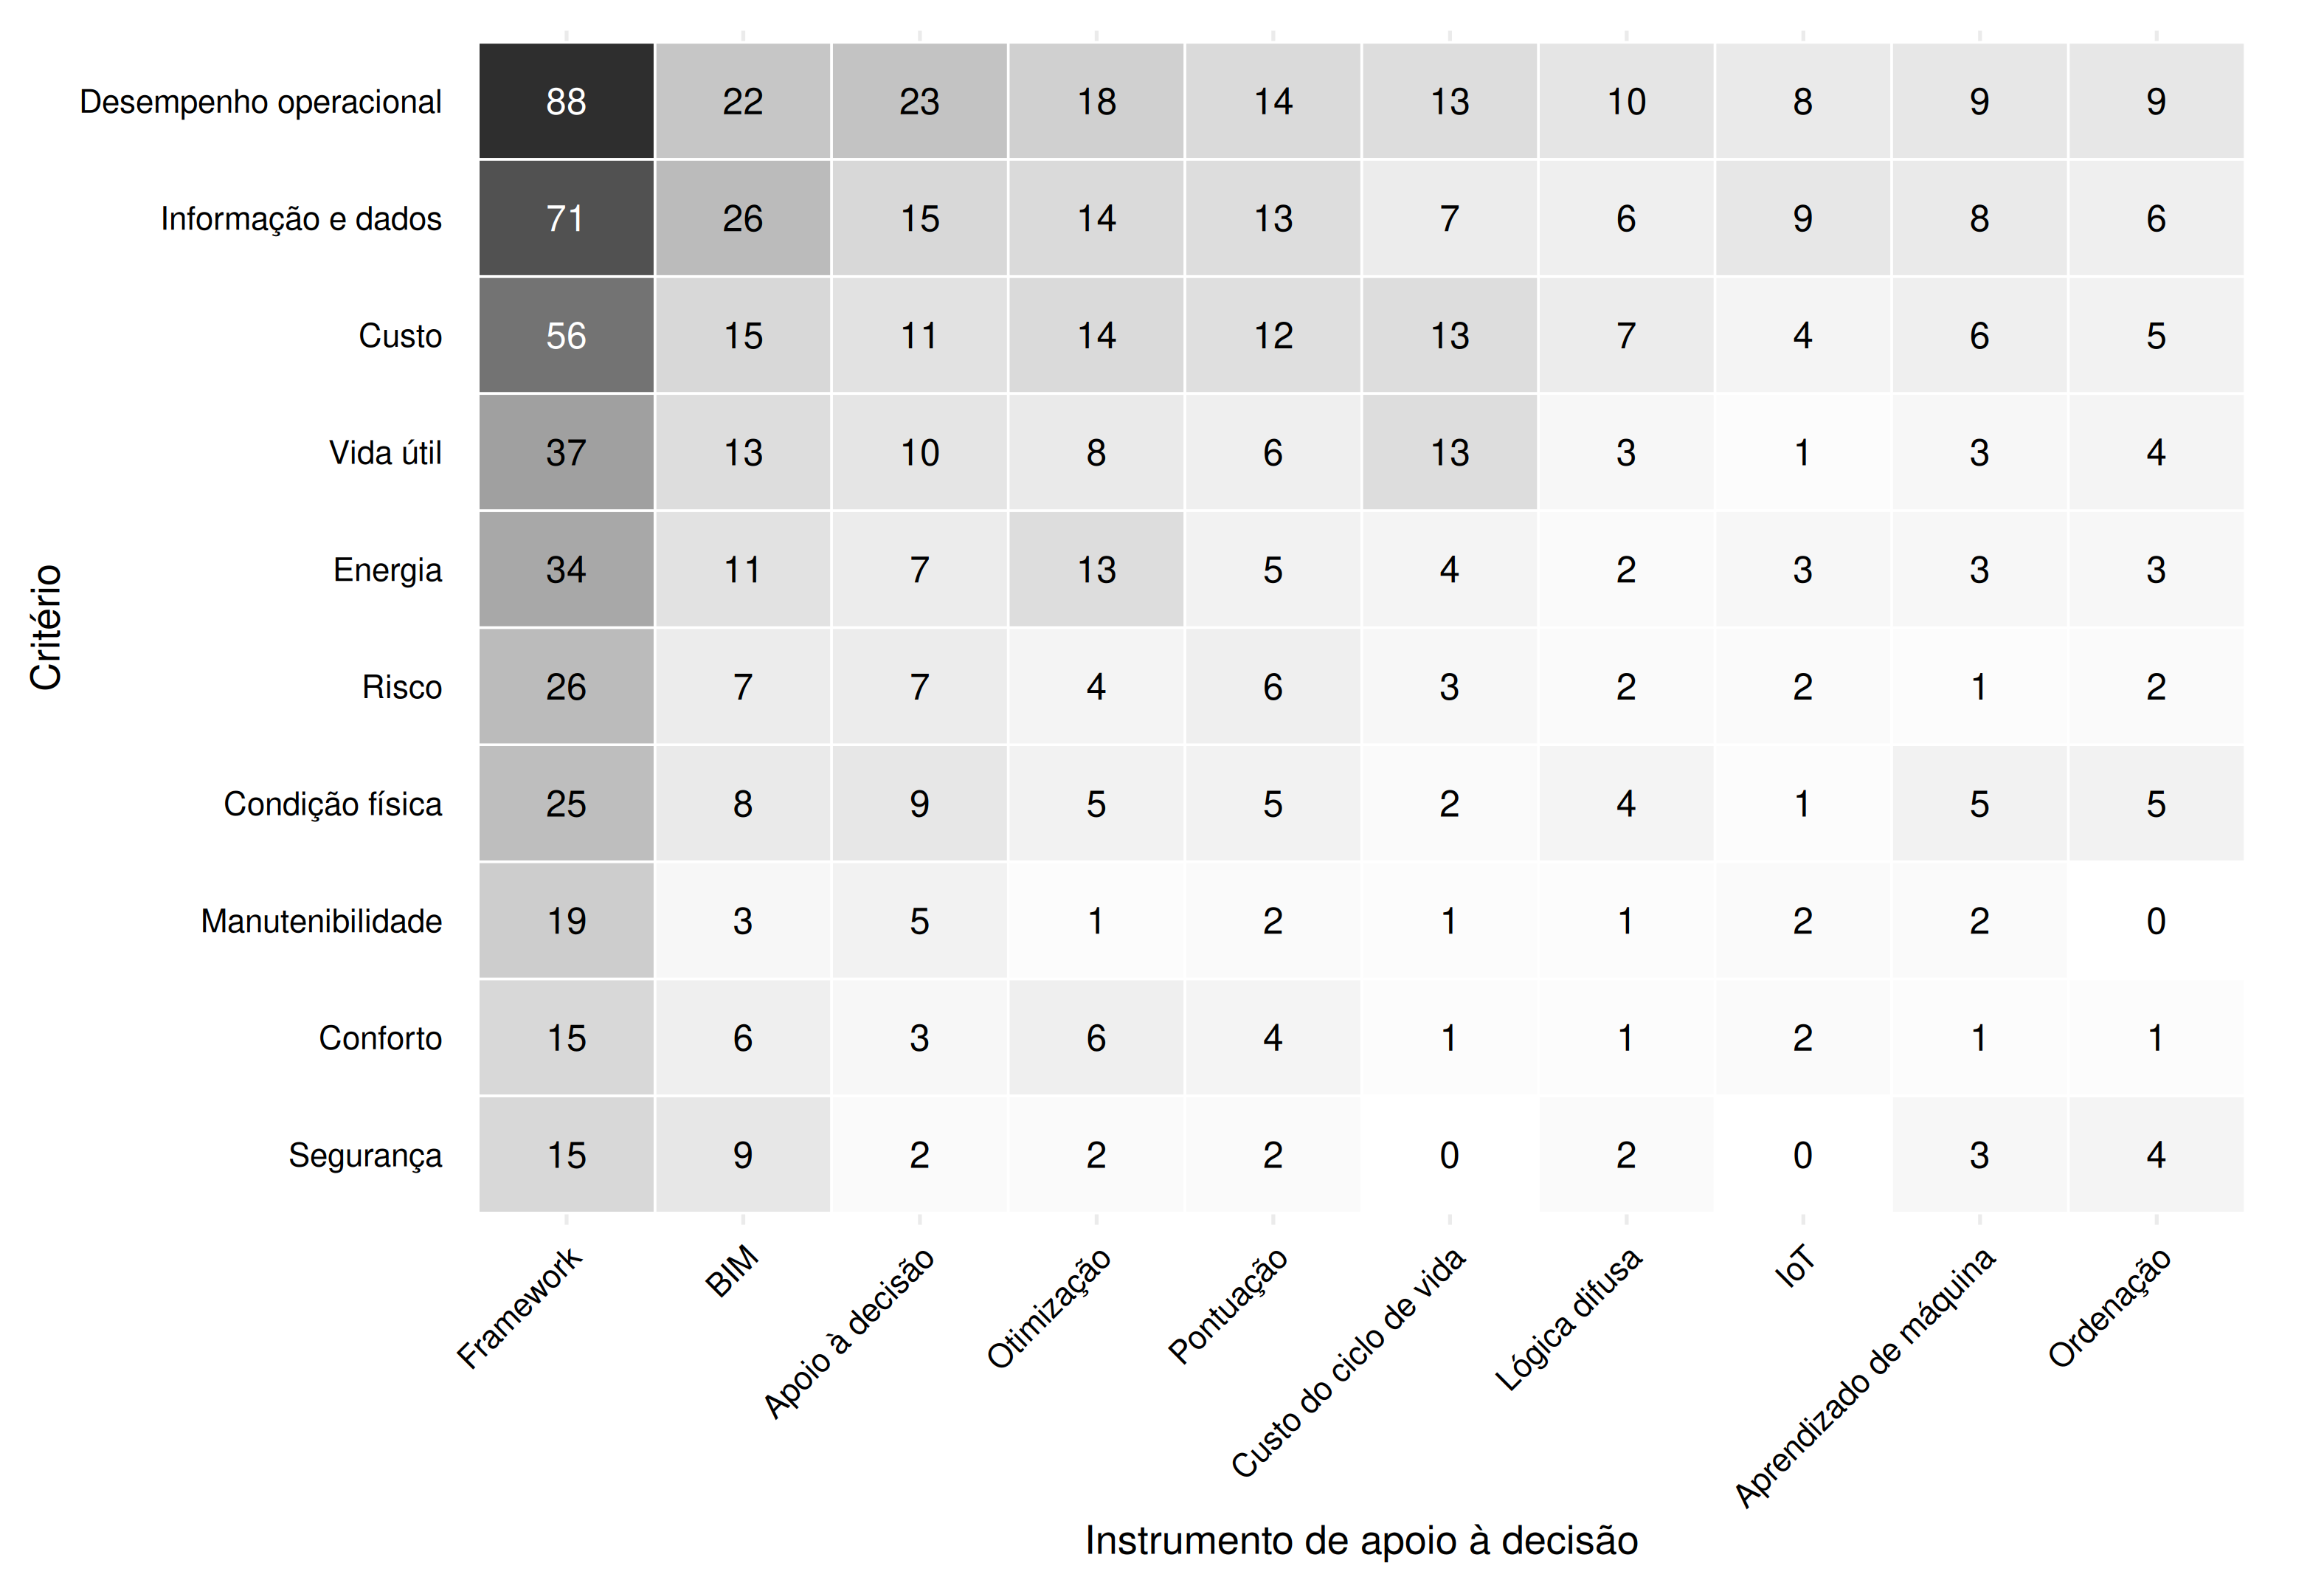 Desempenho operacional 88 22 23 18 14 13 10 8 9 9
Informação e dados 71 26 15 14 13 7 6 9 8 6
Custo 56 15 11 14 12 13 7 4 6 5
Vida útil 37 13 10 8 6 13 3 1 3 4
Energia 34 11 7 13 5 4 2 3 3 3
Risco 26 7 7 4 6 3 2 2 1 2
Condição física 25 8 9 5 5 2 4 1 5 5
Manutenibilidade 19 3 5 1 2 1 1 2 2 0
Conforto 15 6 3 6 4 1 1 2 1 1
Segurança 15 9 2 2 2 0 2 0 3 4
Critério
Framework
BIM
Apoio à decisão
Otimização
Pontuação
Custo do ciclo de vida
Lógica difusa
IoT
Aprendizado de máquina
Ordenação
Instrumento de apoio à decisão